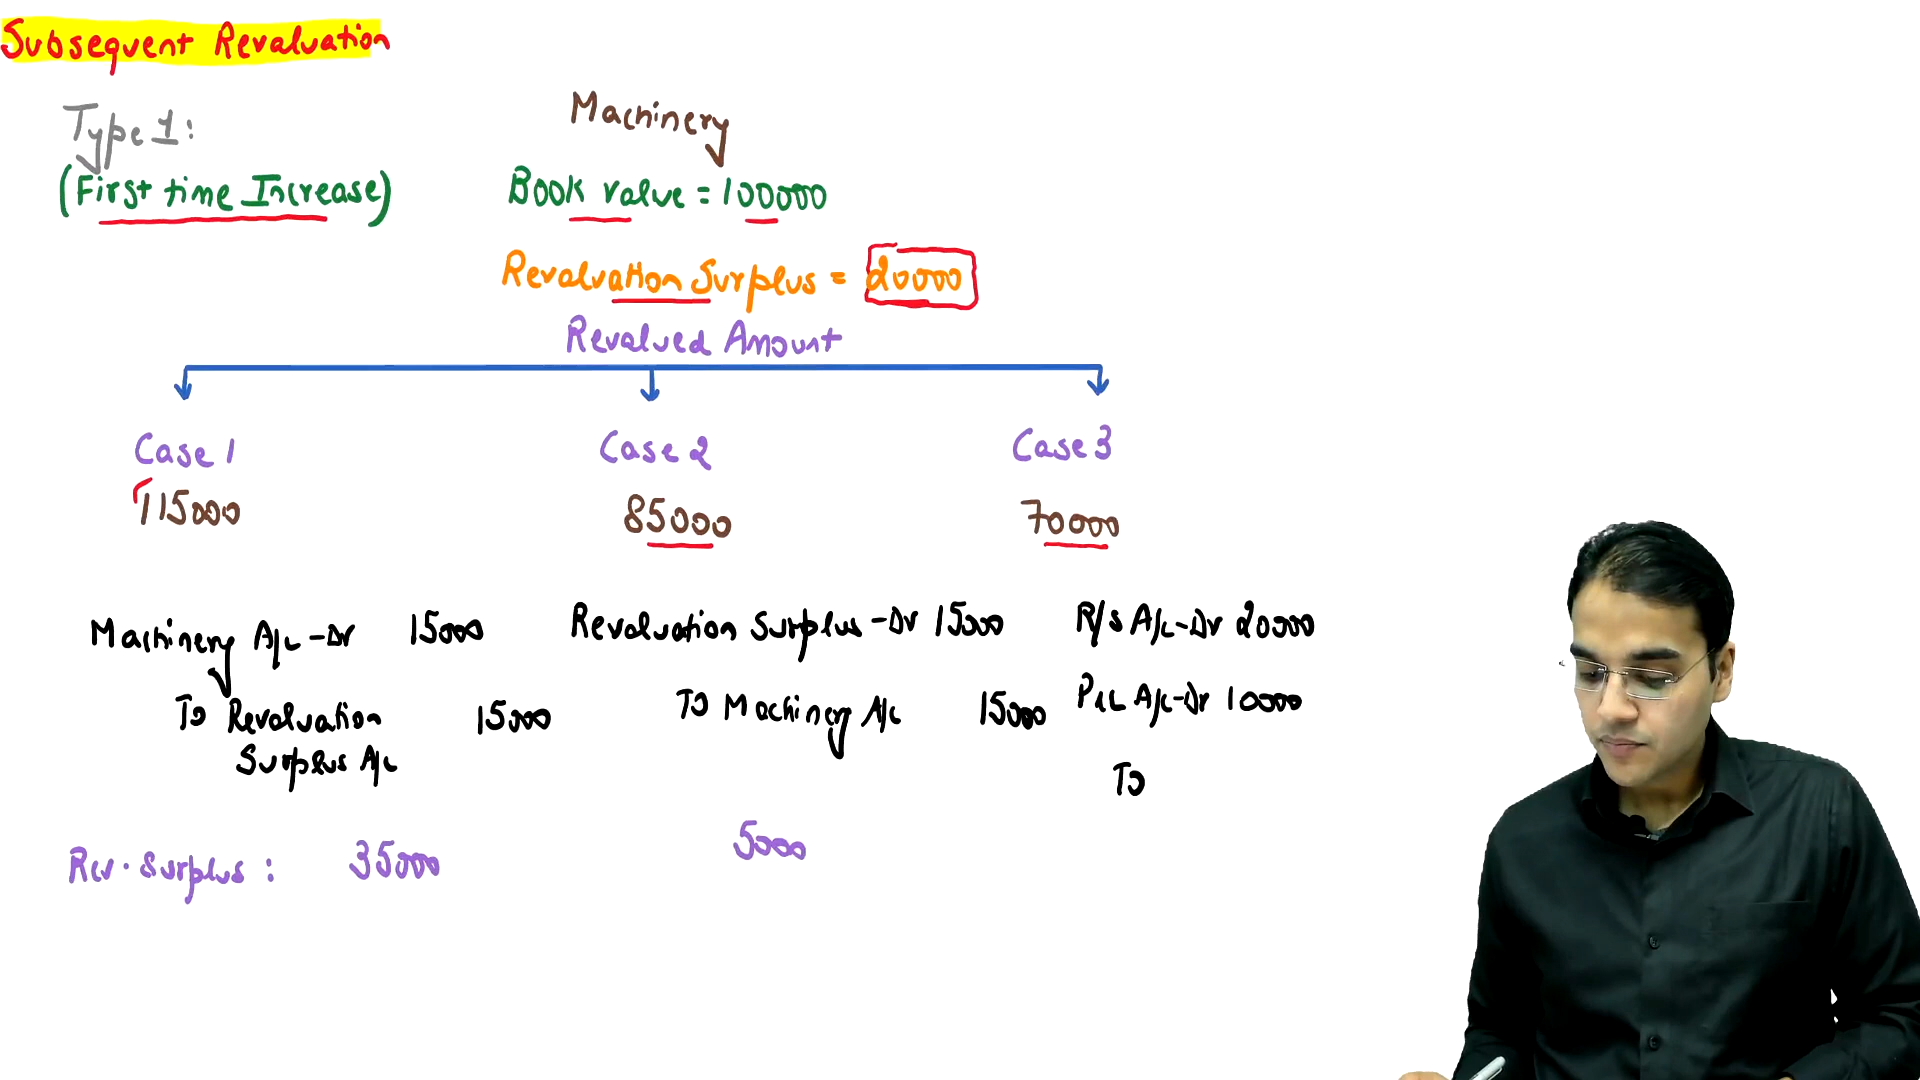 Subsequent Revaluation
Type 1:
(First time Increase)
Machinery
Book value = 100000
Revaluation Surplus = 20000
Revalued Amount
Case 1
Case 2
Case 3
115000
85000
70000
Machinery A/c - Dr 15000
To Revaluation Surplus A/c 15000
Revaluation Surplus - Dr 15000
To Machinery A/c 15000
R/S A/c - Dr 20000
P&L A/c - Dr 10000
To
Rev. Surplus : 35000
5000